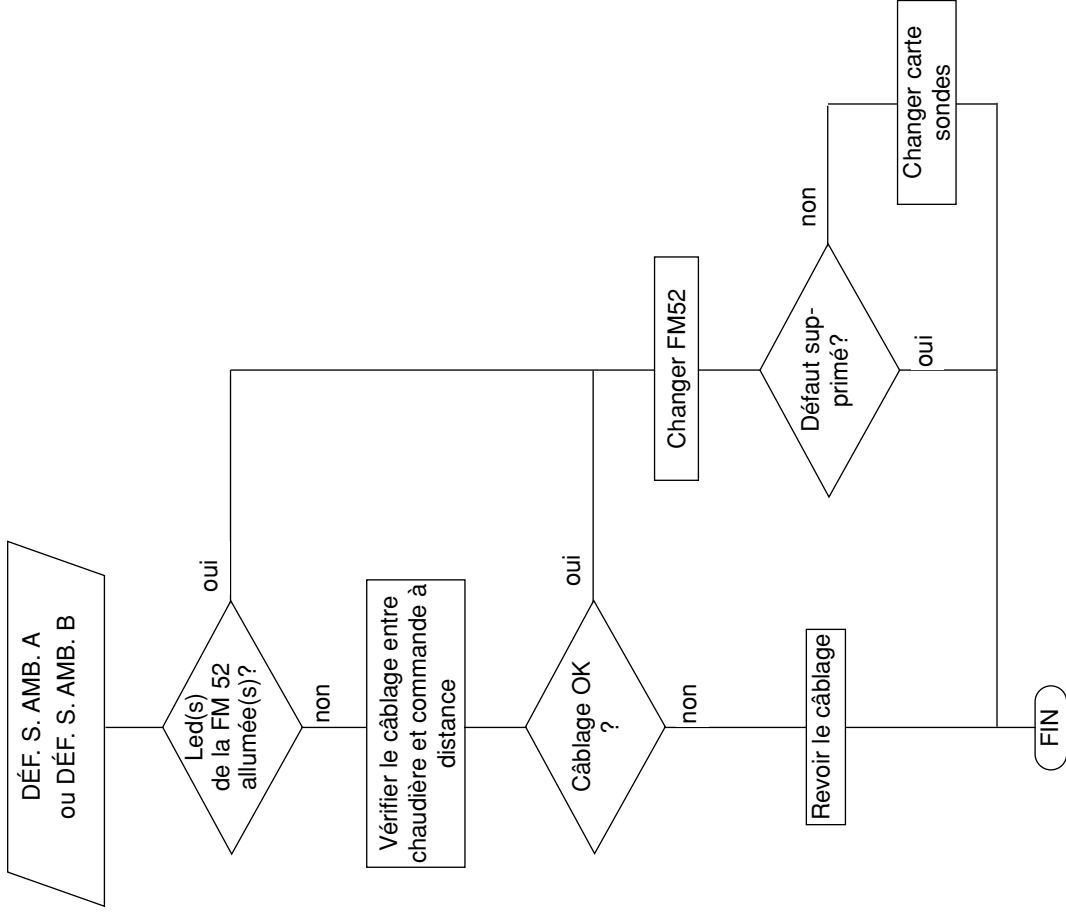 DÉF. S. AMB. A
ou DÉF. S. AMB. B
Led(s)
de la FM 52
allumée(s)?
oui
non
Vérifier le câblage entre
chaudière et commande à
distance
Câblage OK
?
oui
non
Revoir le câblage
Changer FM52
Défaut sup-
primé?
non
oui
Changer carte
sondes
FIN